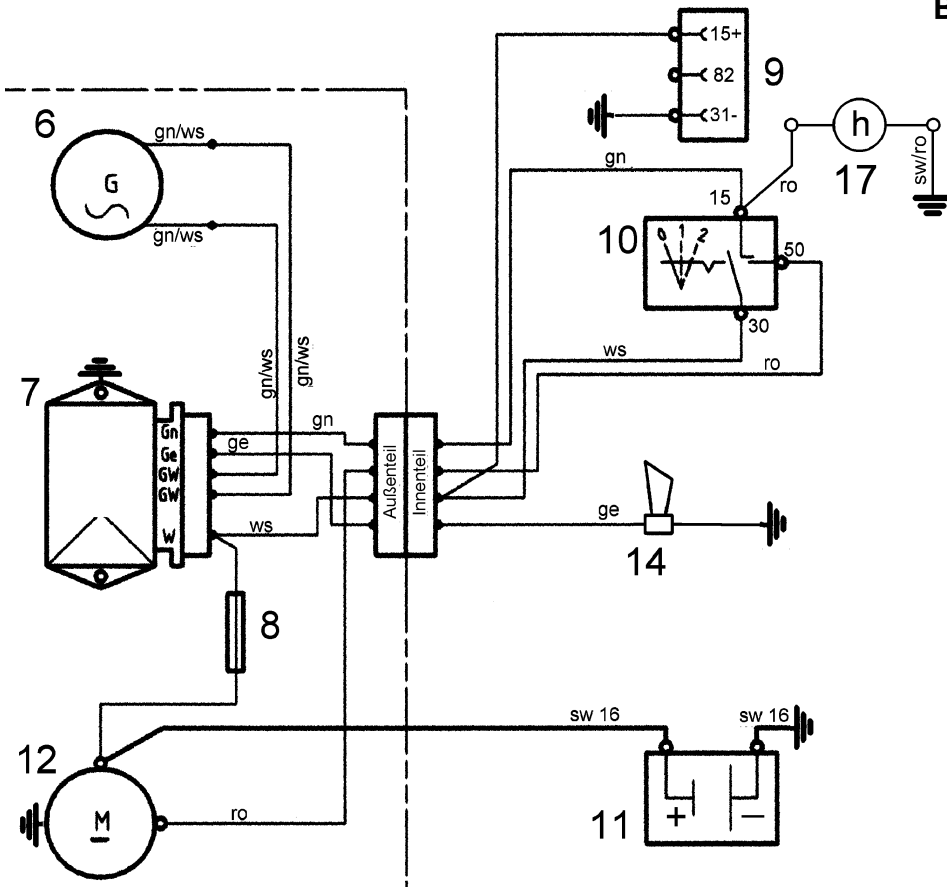 E
15+
82
9
31-
6
gn/ws
G
gn/ws
h
gn
sw/ro
17
15
ro
10
0 1 2
50
30
ws
ro
gn/ws
gn/ws
7
Gn
gn
Ge
ge
GW
GW
W
ws
Außenteil
Innenteil
ge
14
8
sw 16
sw 16
12
M
ro
11
+ −